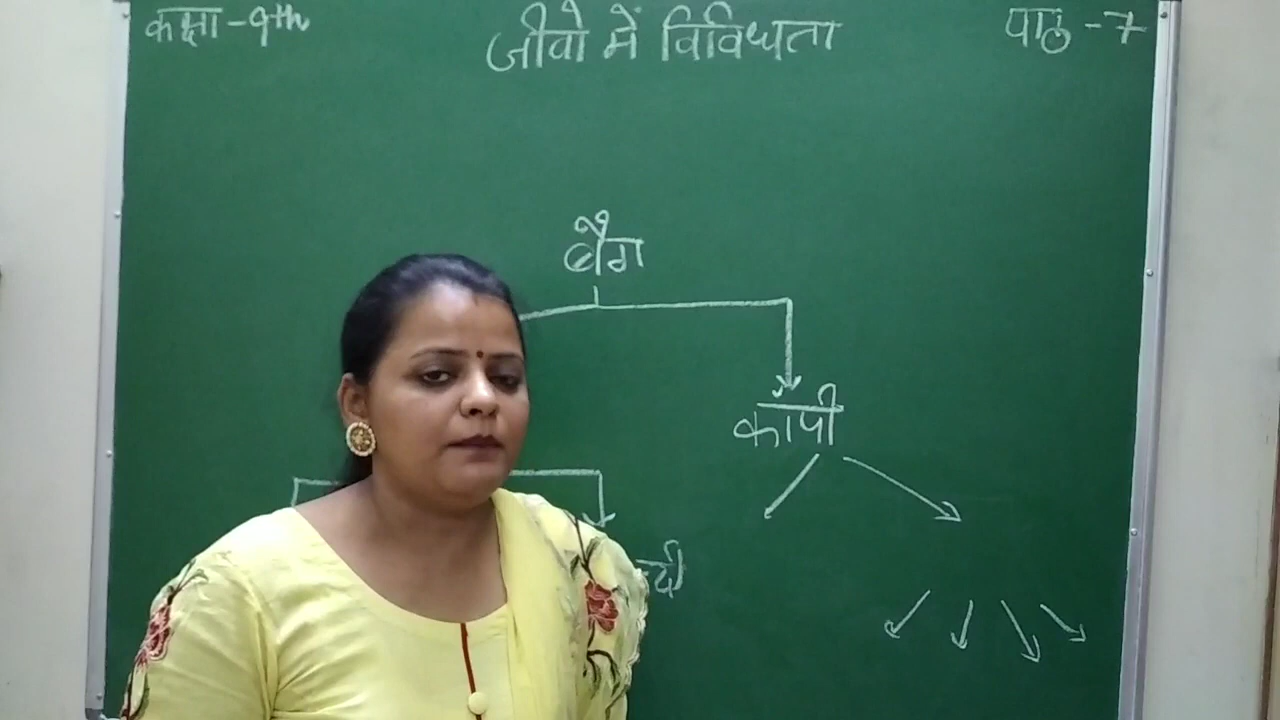 कक्षा - 9th जीवो में विविधता पाठ - 7
बैग
कापी